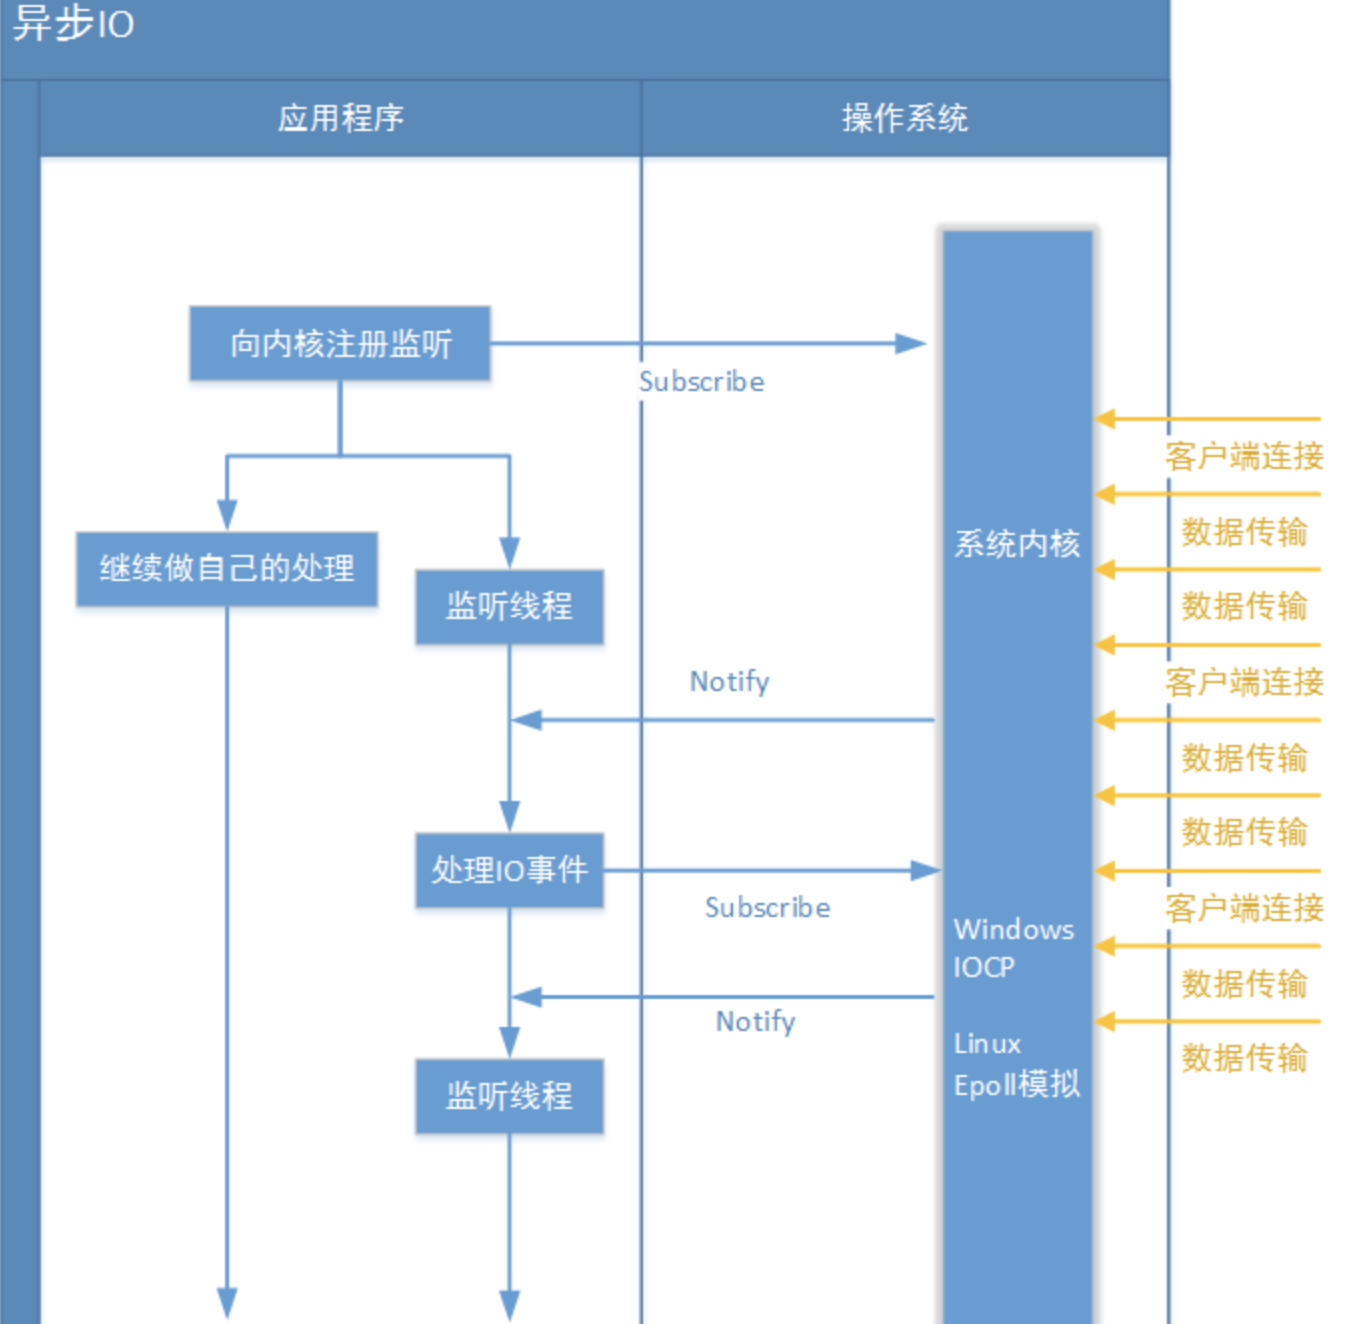 异步IO
应用程序
操作系统
向内核注册监听
Subscribe
客户端连接
数据传输
系统内核
继续做自己的处理
监听线程
数据传输
Notify
客户端连接
数据传输
数据传输
处理IO事件
Subscribe
客户端连接
Windows
IOCP
数据传输
Notify
Linux
Epoll模拟
数据传输
监听线程